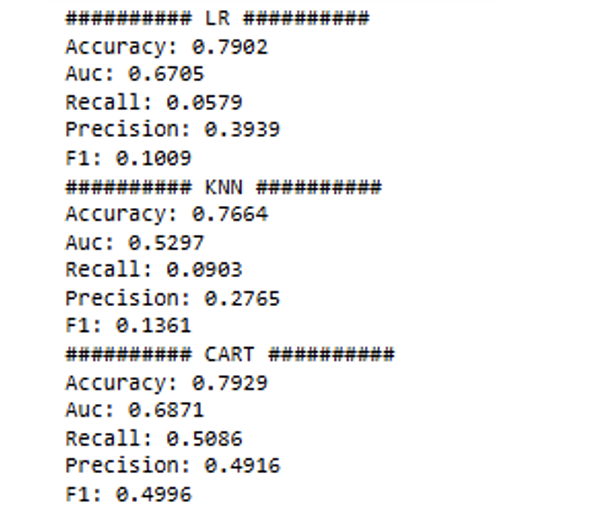 ########## LR ##########
Accuracy: 0.7902
Auc: 0.6705
Recall: 0.0579
Precision: 0.3939
F1: 0.1009
########## KNN ##########
Accuracy: 0.7664
Auc: 0.5297
Recall: 0.0903
Precision: 0.2765
F1: 0.1361
########## CART ##########
Accuracy: 0.7929
Auc: 0.6871
Recall: 0.5086
Precision: 0.4916
F1: 0.4996